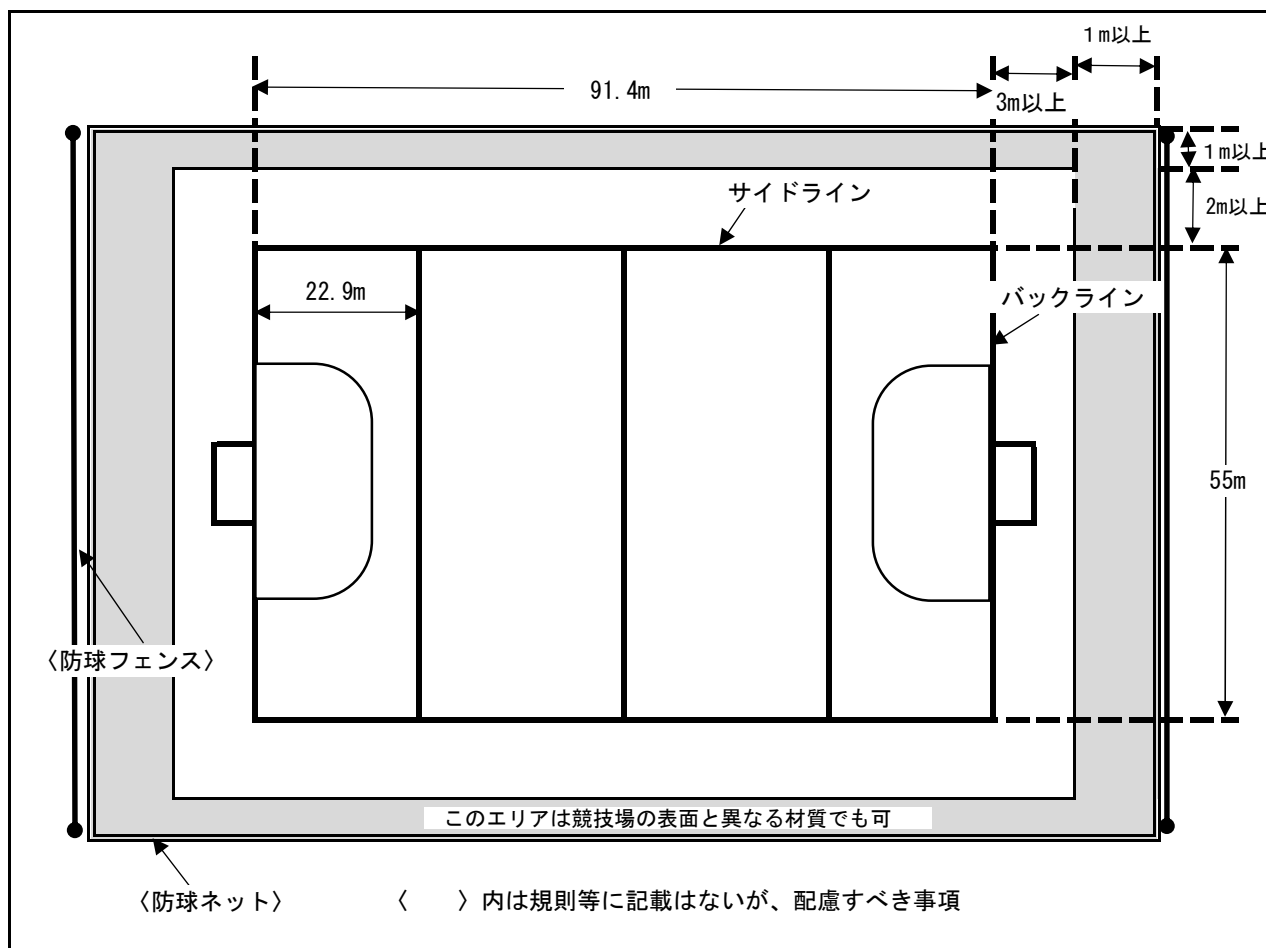 1m以上
91.4m
3m以上
1m以上
サイドライン
2m以上
22.9m
バックライン
55m
〈防球フェンス〉
このエリアは競技場の表面と異なる材質でも可
〈防球ネット〉
〈　　〉内は規則等に記載はないが、配慮すべき事項